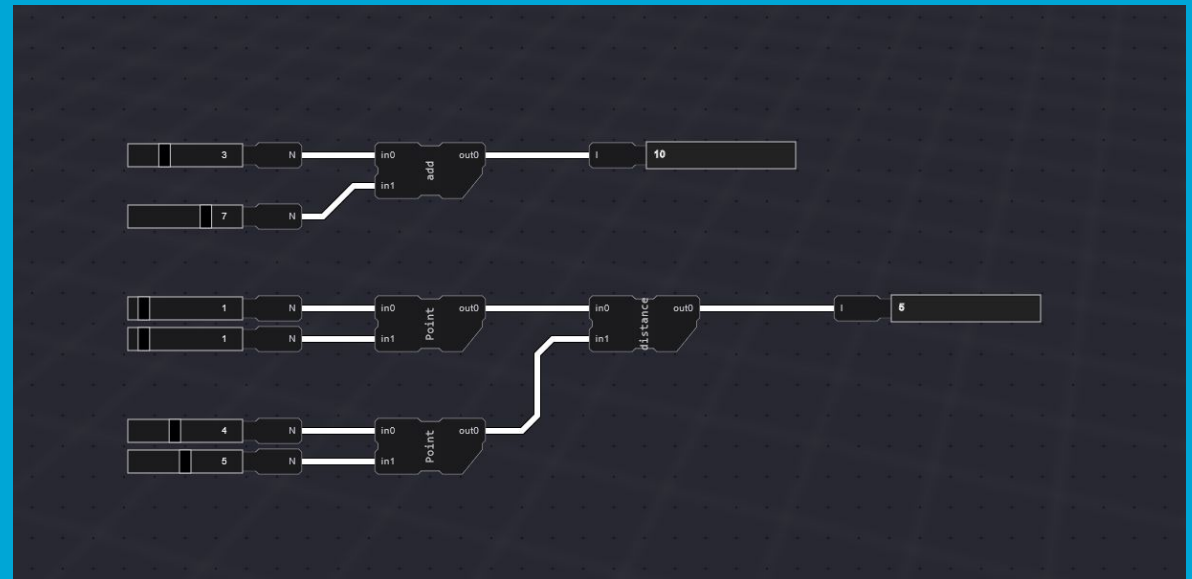 3 N in0 add out0 I 10
7 N in1
1 N in0 Point out0 in0 distance out0 I 5
1 N in1 in1
4 N in0 Point out0
5 N in1